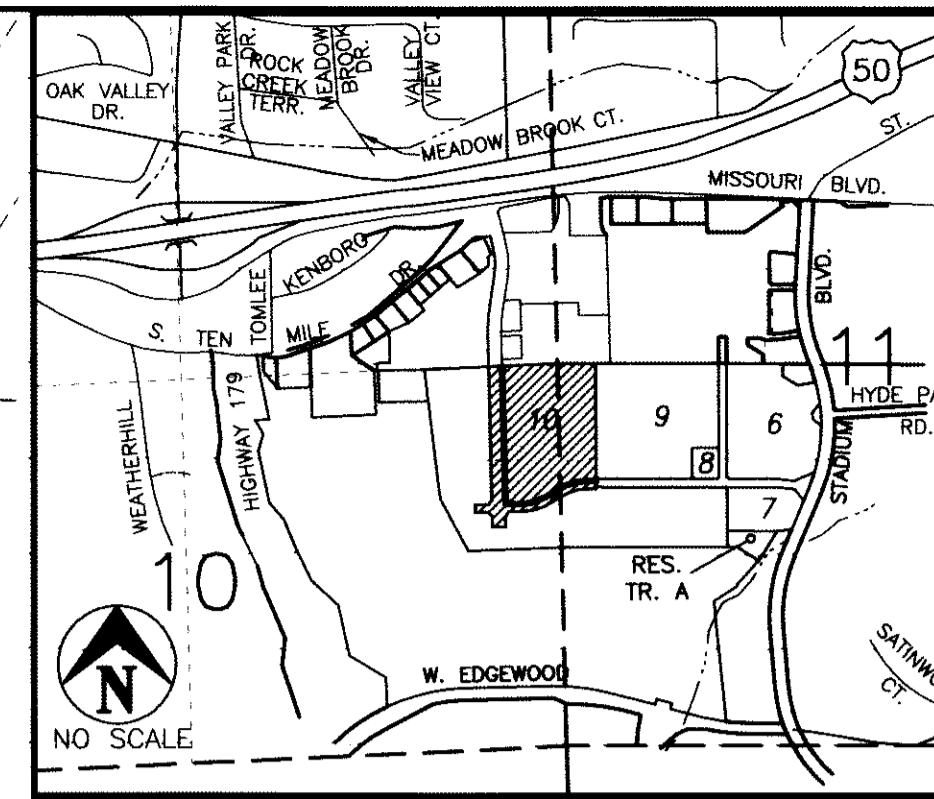 OAK VALLEY
DR.
VALLEY PARK
DR.
ROCK
CREEK
TERR.
MEADOW
BROOK
DR.
VALLEY
VIEW CT.
50
MEADOW BROOK CT.
ST.
MISSOURI BLVD.
KENBORO
DR.
TOMLEE
S. TEN MILE
BLVD.
11
HYDE PA
RD.
STADIUM
WEATHERHILL
HIGHWAY 179
10
9
8
6
7
RES.
TR. A
10
W. EDGEWOOD
SATINWO
CT.
N
NO SCALE